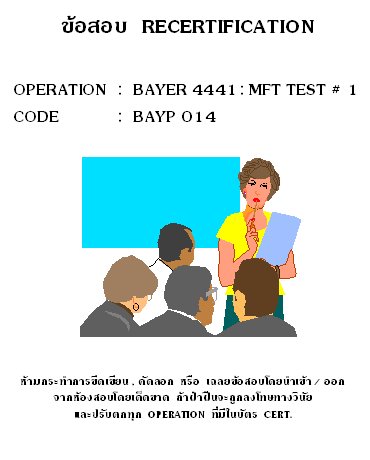 ข้อสอบ RECERTIFICATION
OPERATION : BAYER 4441 : MFT TEST # 1
CODE : BAYP 014
ห้ามกระทำการขีดเขียน , คัดลอก หรือ เฉลยข้อสอบโดยนำเข้า / ออก
จากห้องสอบโดยเด็ดขาด ถ้าฝ่าฝืนจะถูกลงโทษทางวินัย
และปรับตกทุก OPERATION ที่มีในบัตร CERT.